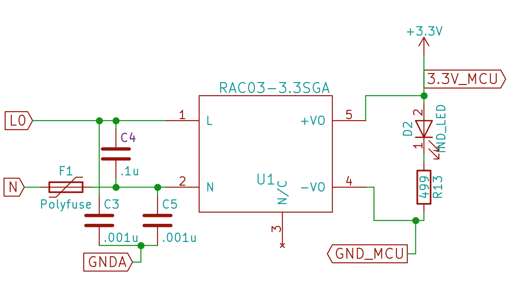 +3.3V
3.3V_MCU
RAC03-3.3SGA
L0
1
L
+VO
5
C4
.1u
2
D2
1
IND_LED
F1
N
Polyfuse
2
N
U1
N/C
3
-VO
4
499
R13
C3
.001u
C5
.001u
GNDA
GND_MCU